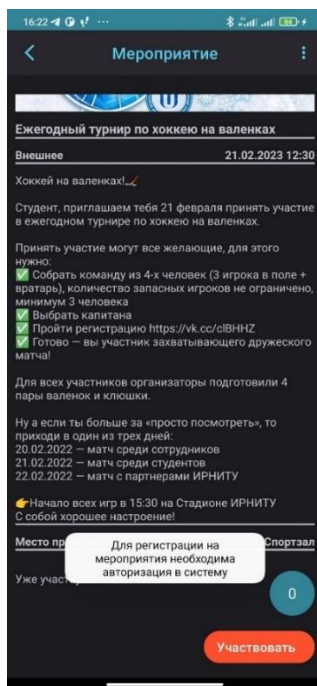 16:22
Мероприятие
Ежегодный турнир по хоккею на валенках
Внешнее 21.02.2023 12:30
Хоккей на валенках!🏒
Студент, приглашаем тебя 21 февраля принять участие
в ежегодном турнире по хоккею на валенках.
Принять участие могут все желающие, для этого
нужно:
✅ Собрать команду из 4-х человек (3 игрока в поле +
вратарь), количество запасных игроков не ограничено,
минимум 3 человека
✅ Выбрать капитана
✅ Пройти регистрацию https://vk.cc/clBHHZ
✅ Готово — вы участник захватывающего дружеского
матча!
Для всех участников организаторы подготовили 4
пары валенок и клюшки.
Ну а если ты больше за «просто посмотреть», то
приходи в один из трех дней:
20.02.2022 — матч среди сотрудников
21.02.2022 — матч среди студентов
22.02.2022 — матч с партнерами ИРНИТУ
👉Начало всех игр в 15:30 на Стадионе ИРНИТУ
С собой хорошее настроение!
Место пр Спортзал
Для регистрации на
мероприятия необходима
авторизация в систему
Уже участ
0
Участвовать